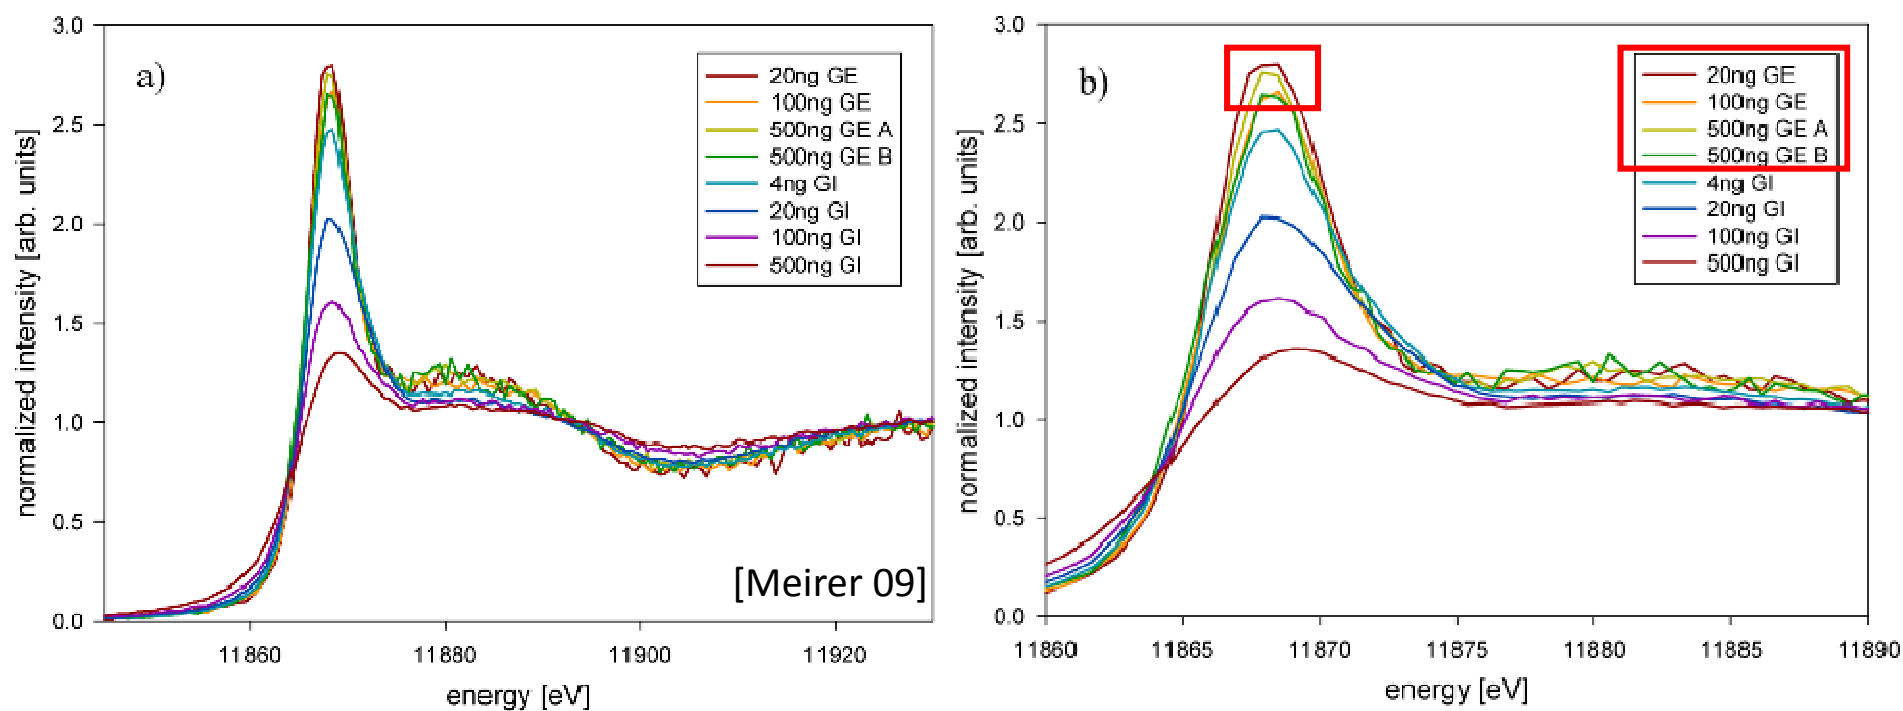 a)
3.0
2.5
2.0
1.5
1.0
0.5
0.0
normalized intensity [arb. units]
20ng GE
100ng GE
500ng GE A
500ng GE B
4ng GI
20ng GI
100ng GI
500ng GI
[Meirer 09]
11860 11880 11900 11920
energy [eV]
b)
3.0
2.5
2.0
1.5
1.0
0.5
0.0
normalized intensity [arb. units]
20ng GE
100ng GE
500ng GE A
500ng GE B
4ng GI
20ng GI
100ng GI
500ng GI
11860 11865 11870 11875 11880 11885 11890
energy [eV]